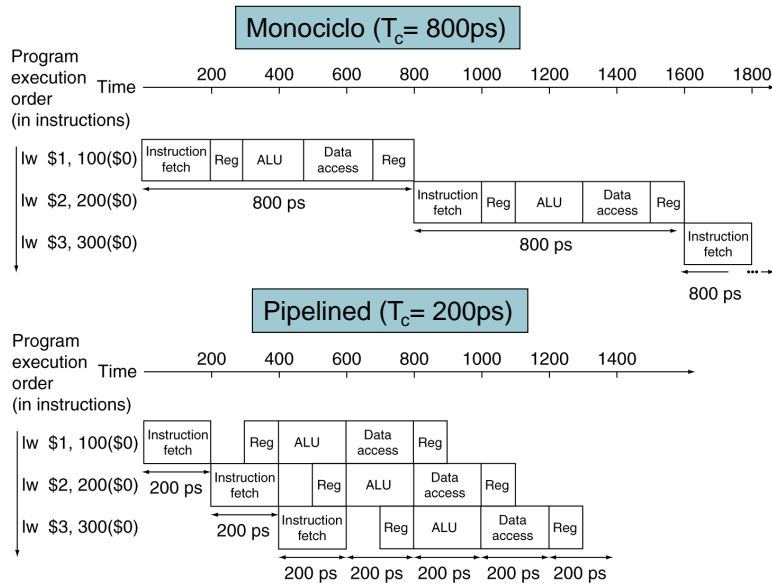 Monociclo (Tc= 800ps)
Program
execution
order
(in instructions)
Time
200 400 600 800 1000 1200 1400 1600 1800
lw $1, 100($0)
Instruction
fetch
Reg
ALU
Data
access
Reg
lw $2, 200($0)
800 ps
Instruction
fetch
Reg
ALU
Data
access
Reg
lw $3, 300($0)
800 ps
Instruction
fetch
...
800 ps
Pipelined (Tc= 200ps)
Program
execution
order
(in instructions)
Time
200 400 600 800 1000 1200 1400
lw $1, 100($0)
Instruction
fetch
Reg
ALU
Data
access
Reg
lw $2, 200($0)
200 ps
Instruction
fetch
Reg
ALU
Data
access
Reg
lw $3, 300($0)
200 ps
Instruction
fetch
Reg
ALU
Data
access
Reg
200 ps 200 ps 200 ps 200 ps 200 ps